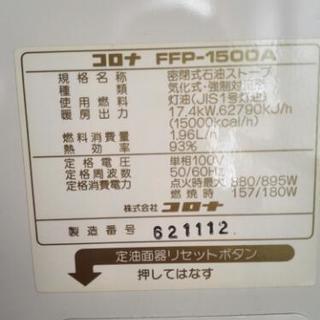 コロナ FFP-1500A
規格名称 密閉式石油ストーブ
種類 気化式・強制対流形
使用燃料 灯油(JIS1号灯油)
暖房出力 17.4kW,62790kJ/h
(15000kcal/h)
燃料消費量 1.96L/h
熱効率 93%
定格電圧 単相100V
定格周波数 50/60Hz
定格消費電力 点火時最大 880/895W
燃焼時 157/180W
株式会社 コロナ
製造番号 621112
定油面器リセットボタン
押してはなす